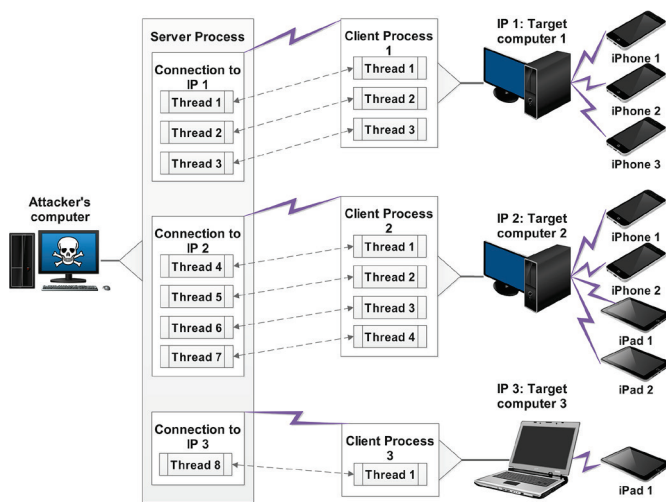 Attacker's
computer
Server Process
Connection to
IP 1
Thread 1
Thread 2
Thread 3
Client Process
1
Thread 1
Thread 2
Thread 3
IP 1: Target
computer 1
iPhone 1
iPhone 2
iPhone 3
Connection to
IP 2
Thread 4
Thread 5
Thread 6
Thread 7
Client Process
2
Thread 1
Thread 2
Thread 3
Thread 4
IP 2: Target
computer 2
iPhone 1
iPhone 2
iPad 1
iPad 2
Connection to
IP 3
Thread 8
Client Process
3
Thread 1
IP 3: Target
computer 3
iPad 1